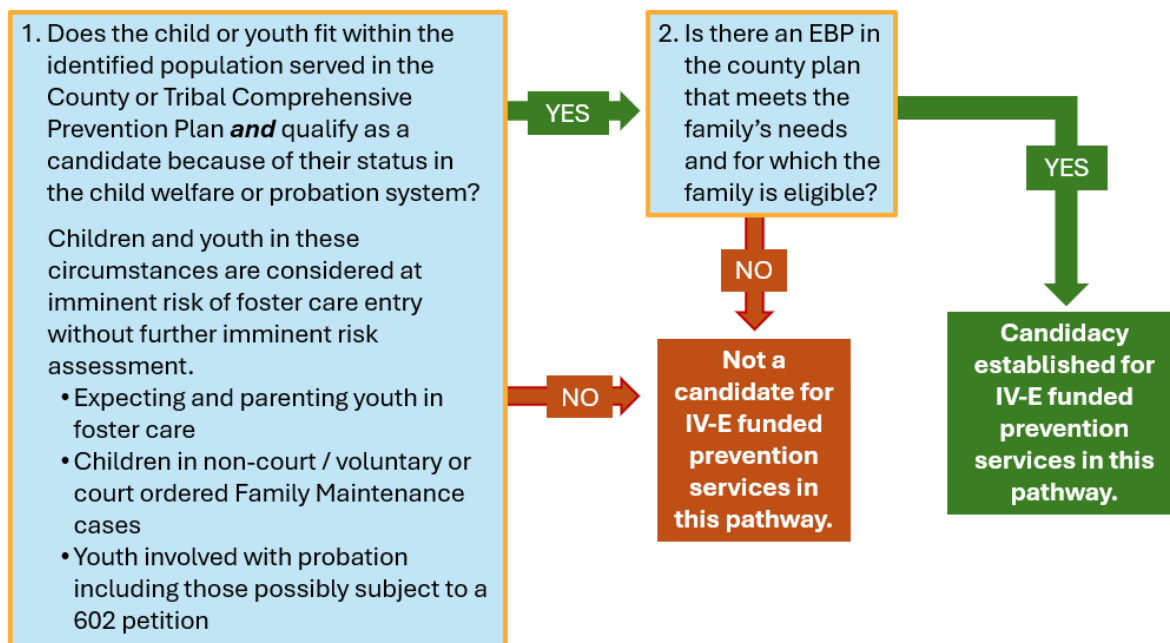 1. Does the child or youth fit within the
identified population served in the
County or Tribal Comprehensive
Prevention Plan and qualify as a
candidate because of their status in
the child welfare or probation system?
Children and youth in these
circumstances are considered at
imminent risk of foster care entry
without further imminent risk
assessment.
• Expecting and parenting youth in
foster care
• Children in non-court / voluntary or
court ordered Family Maintenance
cases
• Youth involved with probation
including those possibly subject to a
602 petition
YES
NO
2. Is there an EBP in
the county plan
that meets the
family's needs
and for which the
family is eligible?
NO
YES
Not a
candidate for
IV-E funded
prevention
services in
this pathway.
Candidacy
established for
IV-E funded
prevention
services in this
pathway.